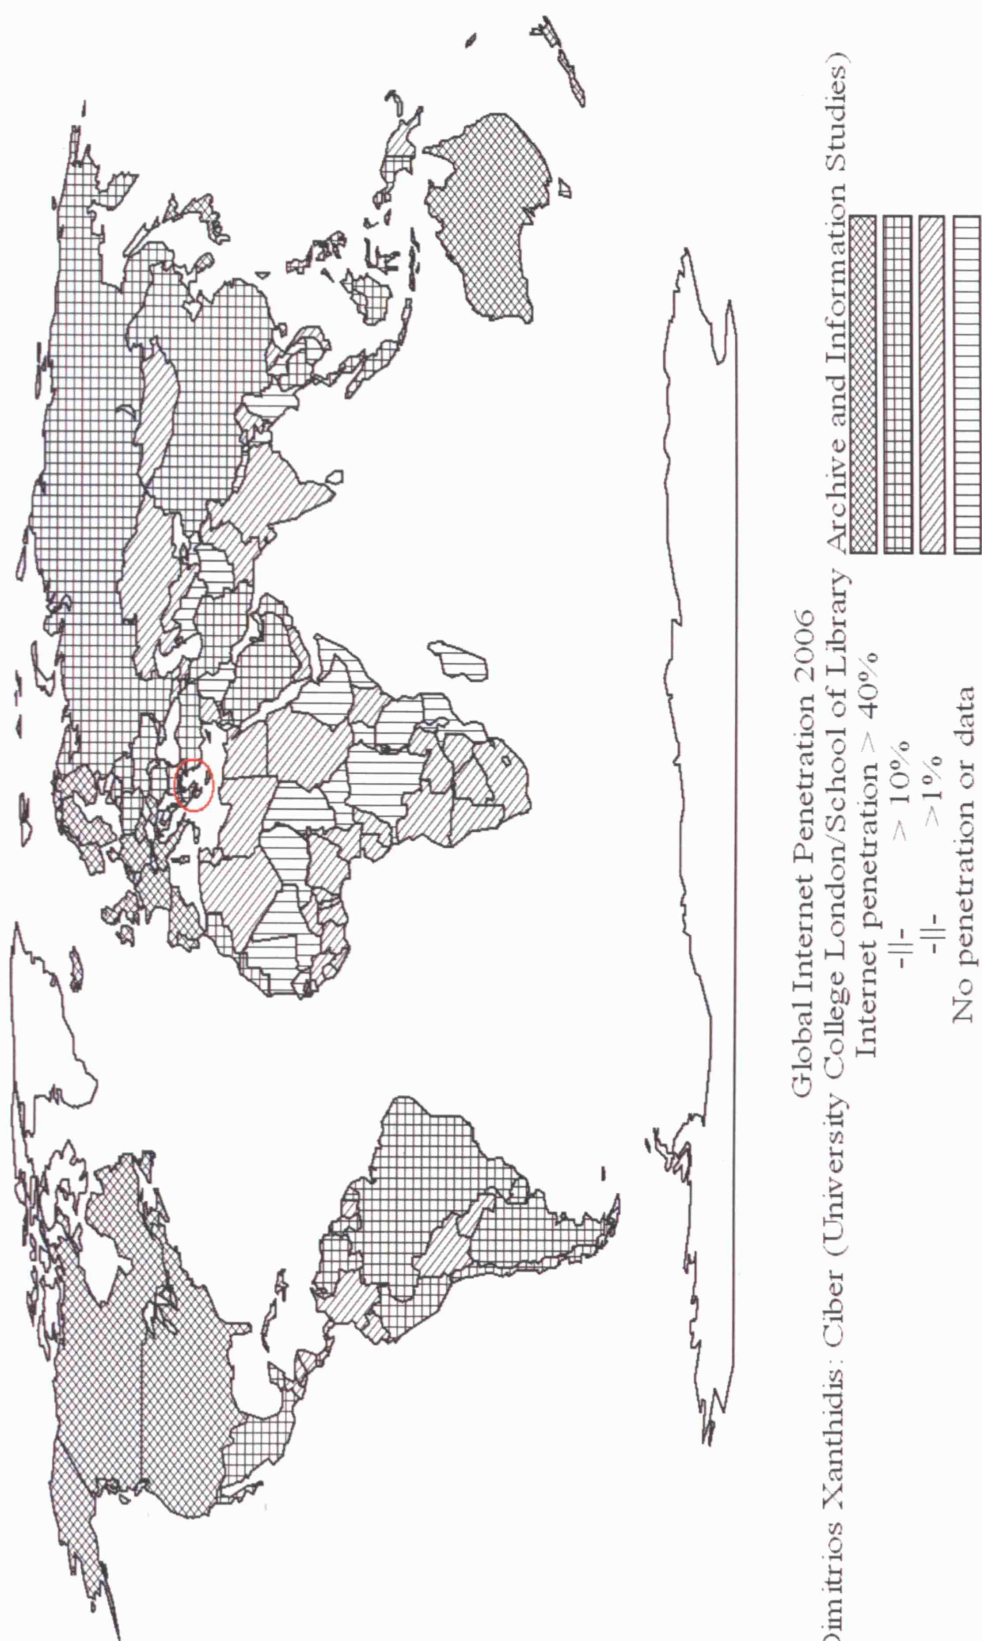 Global Internet Penetration 2006
Dimitrios Xanthidis: Ciber (University College London/School of Library Archive and Information Studies)
Internet penetration > 40%
-||- > 10%
-||- >1%
No penetration or data